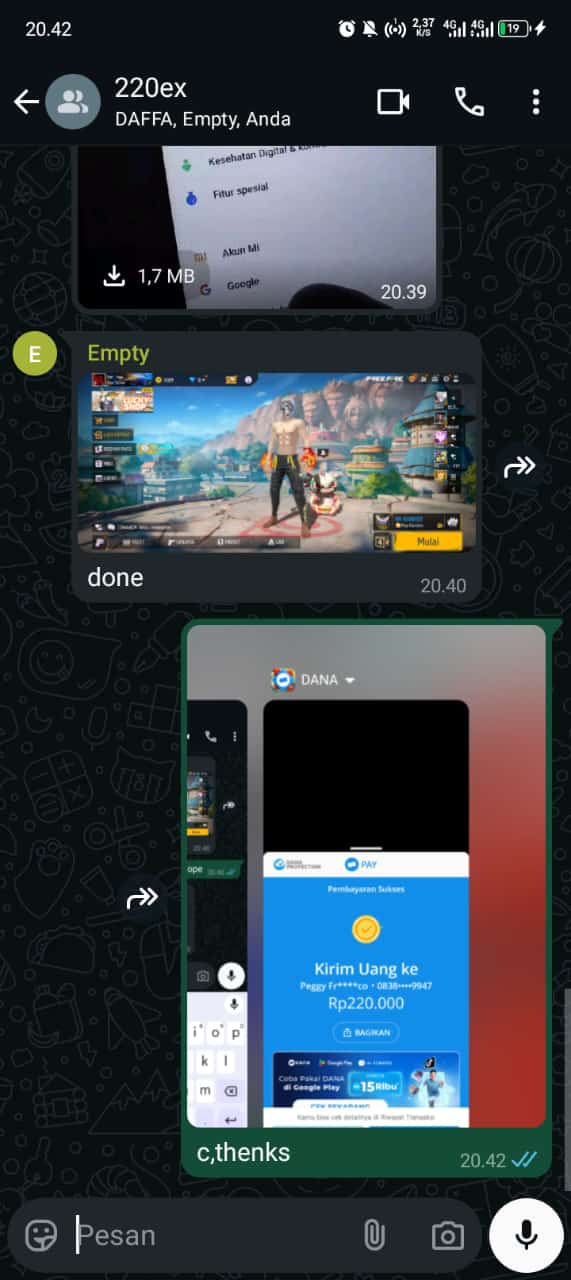 20.42
2,37
K/S
4G
4G
19
220ex
DAFFA, Empty, Anda
Kesehatan Digital &
Fitur spesial
Akun Mi
Google
1,7 MB
20.39
E
Empty
FREE FIRE
LUCKY
SHOP
Mulai
done
20.40
DANA
20.40
ope
20.40
DANA
PROTECTION
PAY
Pembayaran Sukses
Kirim Uang ke
Peggy Fr****co • 0838••••9947
Rp220.000
BAGIKAN
i o p
k l
m
Coba Pakai DANA
di Google Play
15Ribu
CEK SEKARANG
Kamu bisa cek detailnya di Riwayat Transaksi
c,thenks
20.42
Pesan